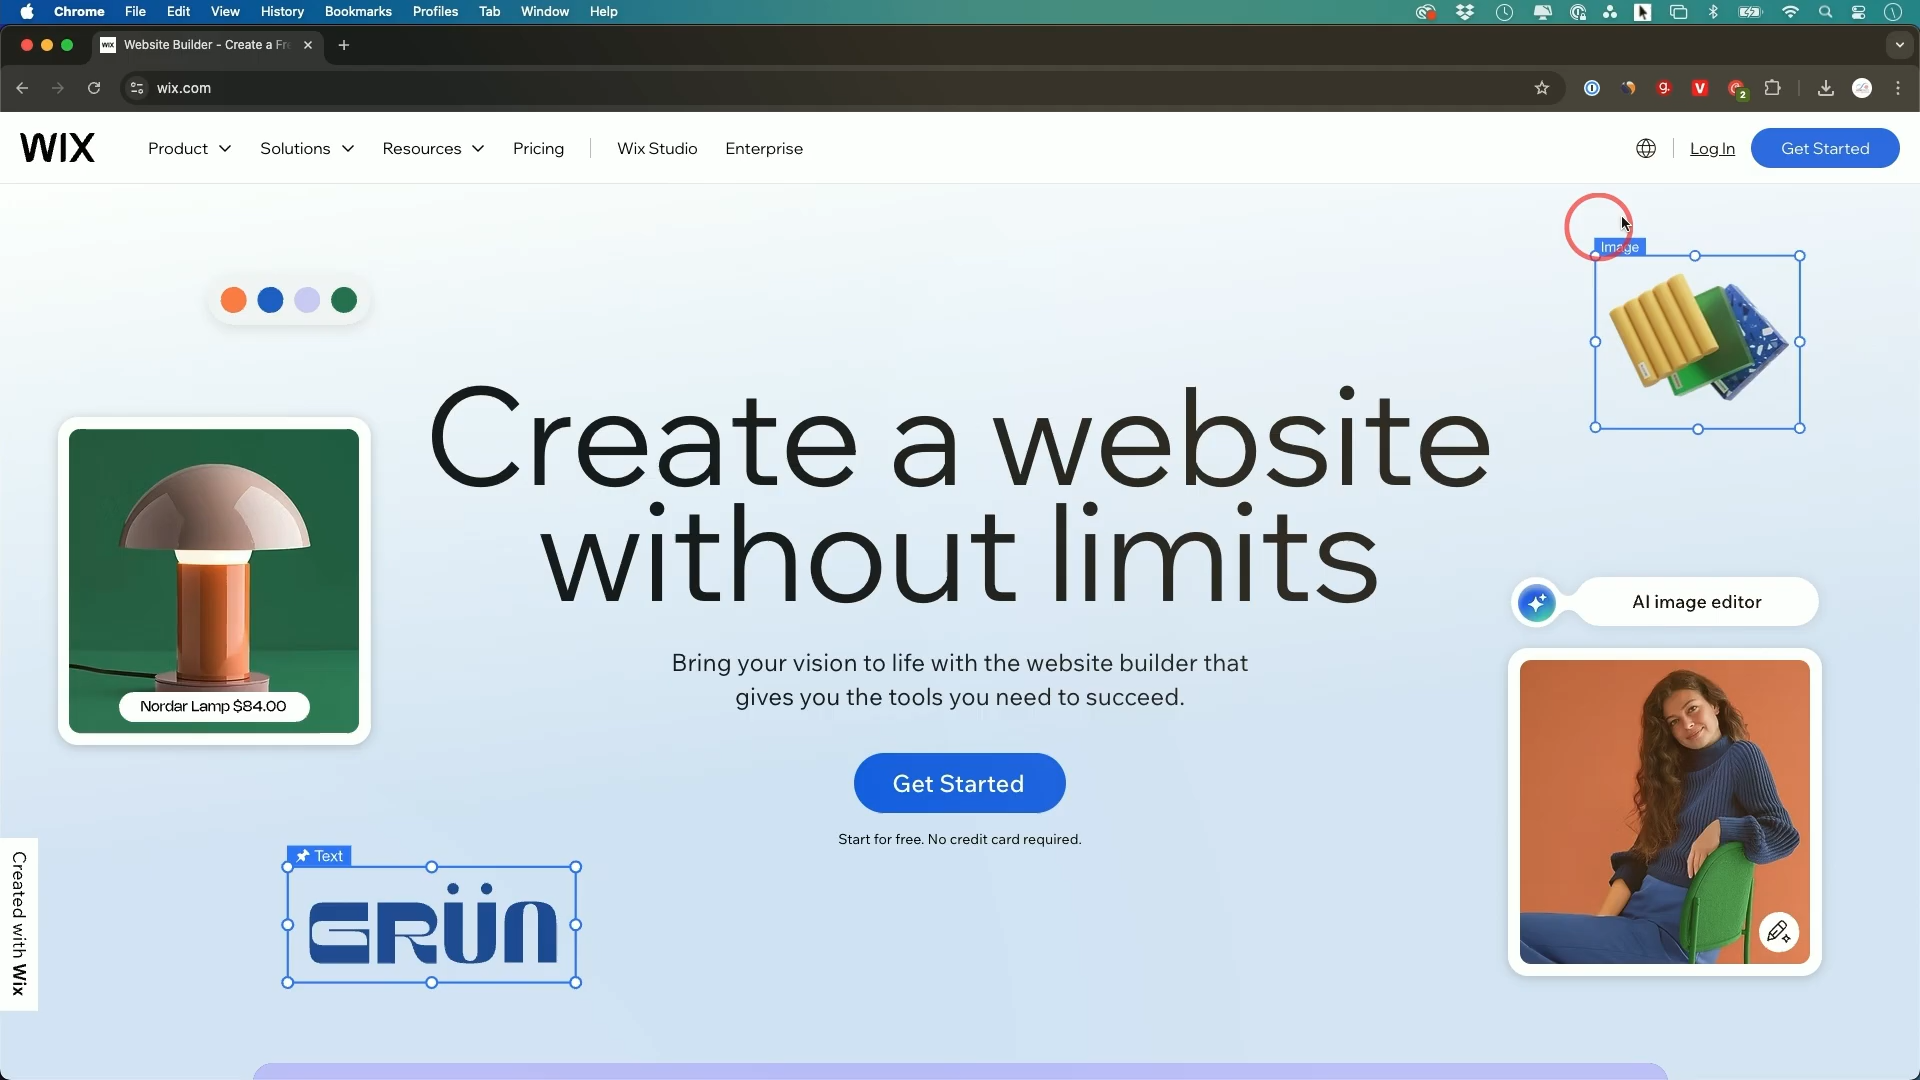 Chrome File Edit View History Bookmarks Profiles Tab Window Help
WiX Website Builder - Create a Fr
wix.com
g.
V
2
WIX Product Solutions Resources Pricing Wix Studio Enterprise Log In Get Started
Image
Create a website
without limits
AI image editor
Bring your vision to life with the website builder that
gives you the tools you need to succeed.
Nordar Lamp $84.00
Get Started
Start for free. No credit card required.
Text
GRÜN
Created with Wix